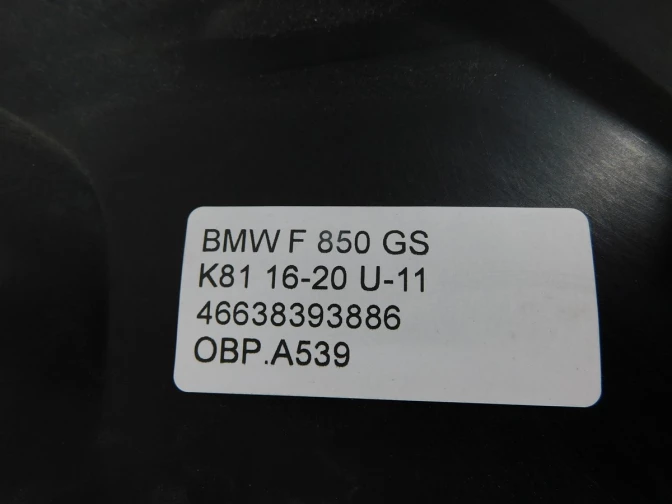 BMW F 850 GS
K81 16-20 U-11
46638393886
OBP.A539